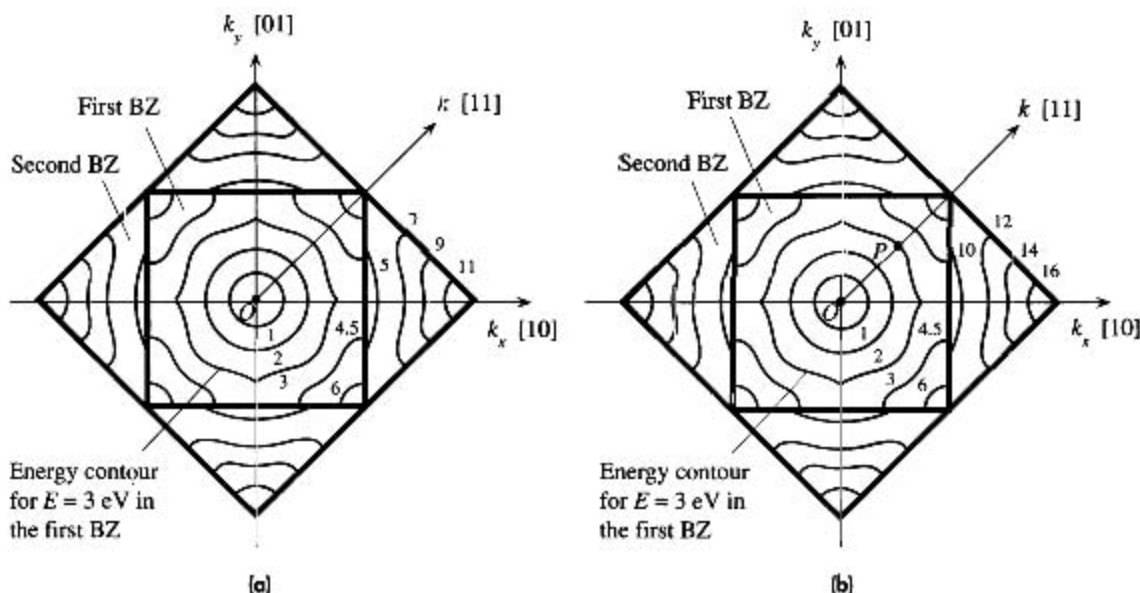 k_y [01]
First BZ
k [11]
Second BZ
7
9
11
5
O
k_x [10]
1
4.5
2
3
6
Energy contour
for E = 3 eV in
the first BZ
(a)
k_y [01]
First BZ
k [11]
Second BZ
12
P
10
14
16
O
k_x [10]
1
4.5
2
3
6
Energy contour
for E = 3 eV in
the first BZ
(b)